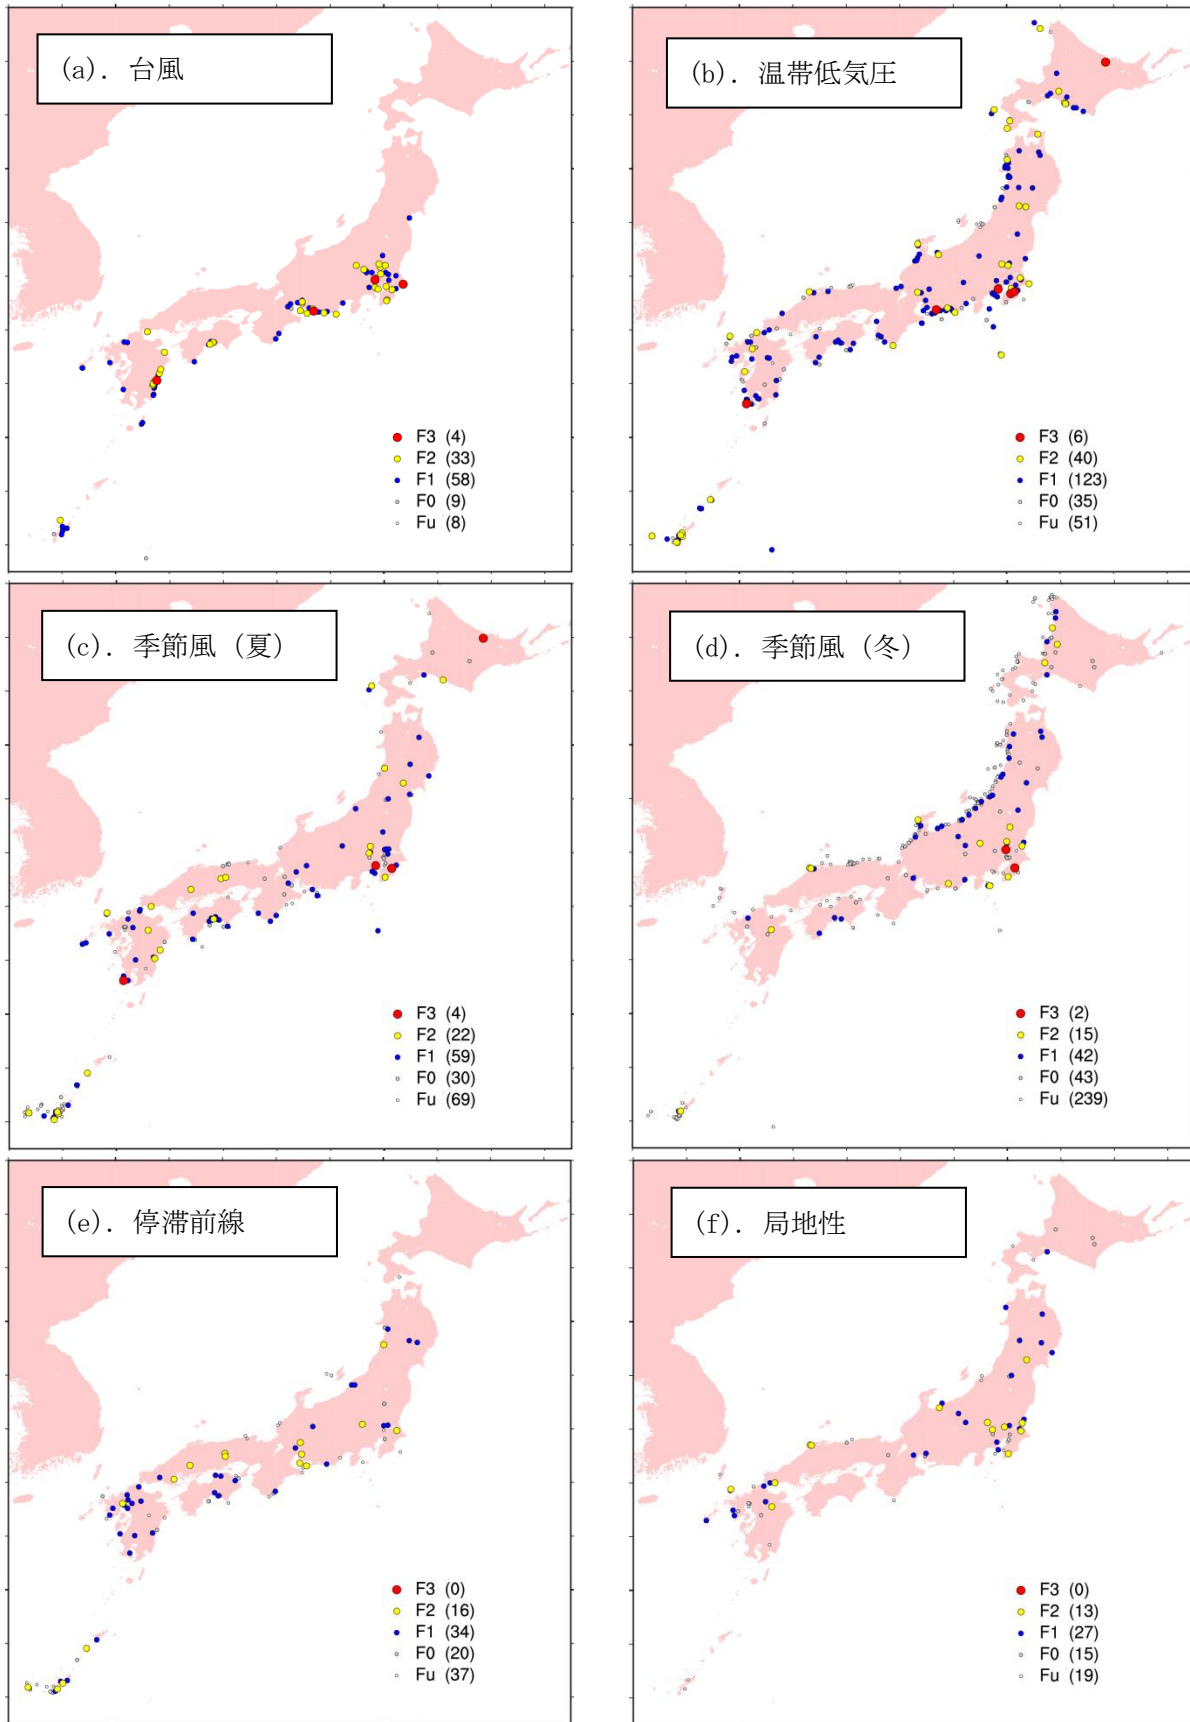 (a). 台風
F3 (4)
F2 (33)
F1 (58)
F0 (9)
Fu (8)
(b). 温帯低気圧
F3 (6)
F2 (40)
F1 (123)
F0 (35)
Fu (51)
(c). 季節風 (夏)
F3 (4)
F2 (22)
F1 (59)
F0 (30)
Fu (69)
(d). 季節風 (冬)
F3 (2)
F2 (15)
F1 (42)
F0 (43)
Fu (239)
(e). 停滞前線
F3 (0)
F2 (16)
F1 (34)
F0 (20)
Fu (37)
(f). 局地性
F3 (0)
F2 (13)
F1 (27)
F0 (15)
Fu (19)